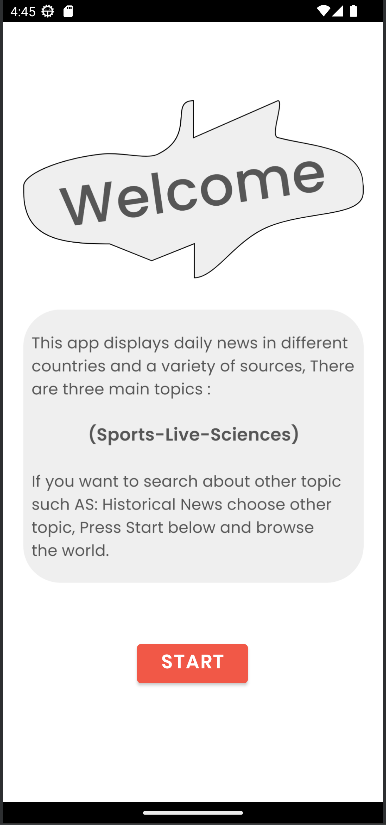 4:45
Welcome
This app displays daily news in different
countries and a variety of sources, There
are three main topics :
(Sports-Live-Sciences)
If you want to search about other topic
such AS: Historical News choose other
topic, Press Start below and browse
the world.
START